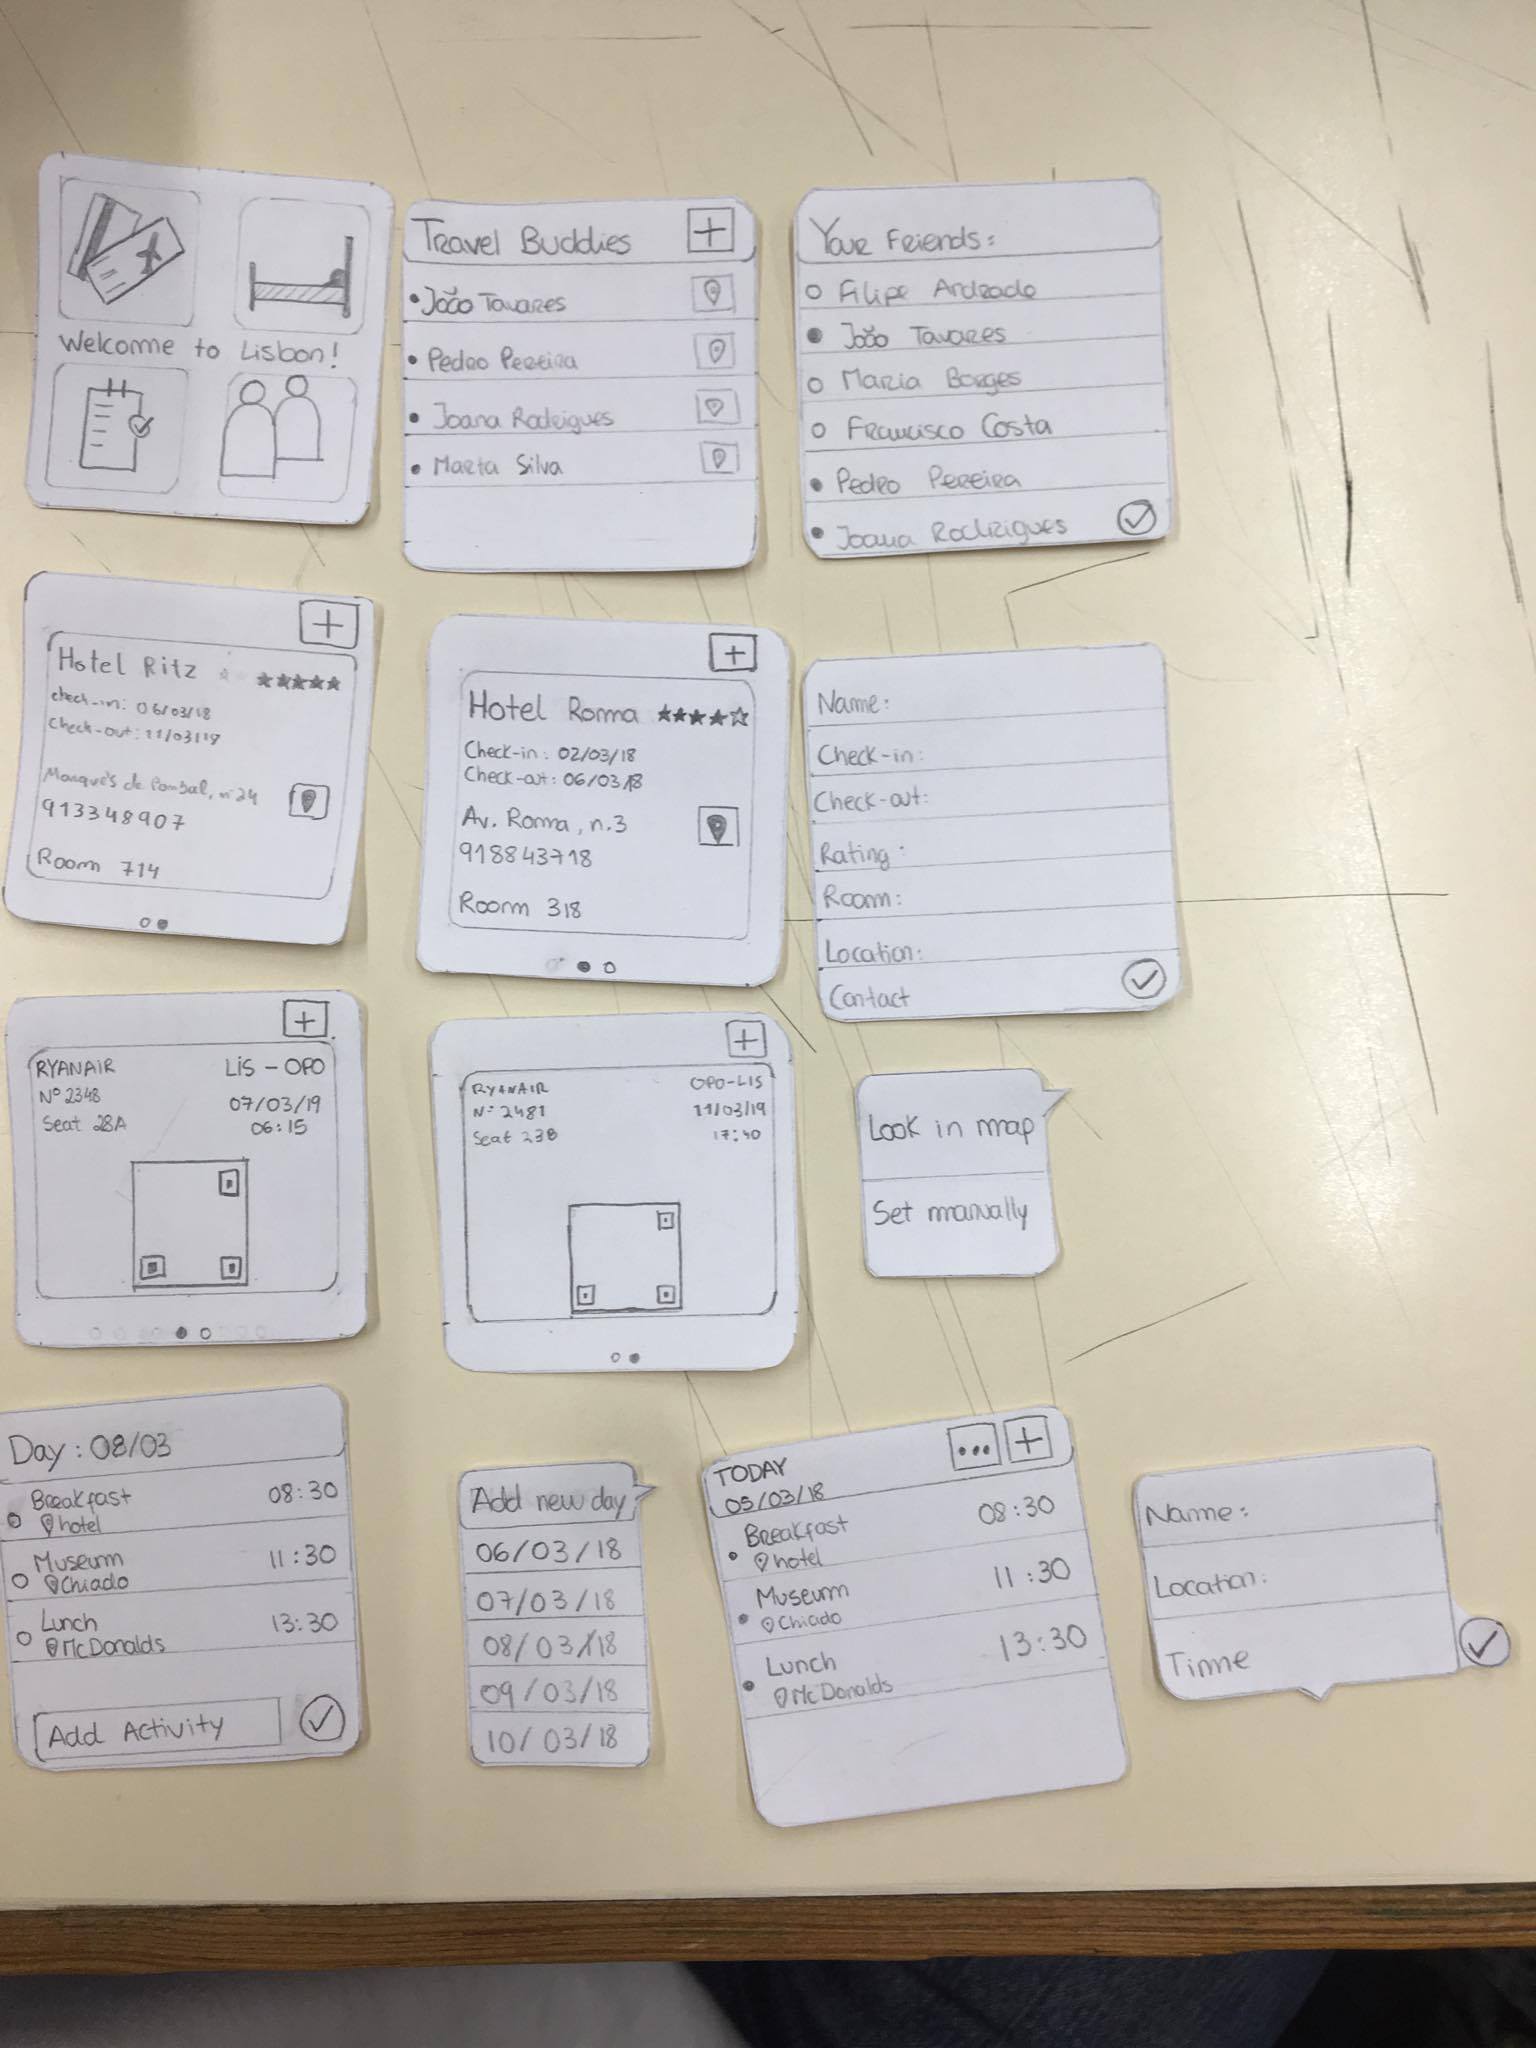 Welcome to Lisbon!
Travel Buddies +
João Tavares
Pedro Pereira
Joana Rodrigues
Marta Silva
Your Friends:
Filipe Andrade
João Tavares
Maria Borges
Francisco Costa
Pedro Pereira
Joana Rodrigues
+
Hotel Ritz ★★★★★
check-in: 06/03/18
Check-out: 11/03/18
Marquês de Pombal, nº24
913348907
Room 714
+
Hotel Roma ★★★★☆
Check-in: 02/03/18
Check-out: 06/03/18
Av. Roma, n.3
918843718
Room 318
Name:
Check-in:
Check-out:
Rating:
Room:
Location:
Contact
+
RYANAIR LIS - OPO
Nº 2348 07/03/19
Seat 28A 06:15
+
RYANAIR OPO-LIS
Nº 2481 11/03/19
Seat 23B 17:40
Look in map
Set manually
Day: 08/03
Breakfast 08:30
hotel
Museum 11:30
Chiado
Lunch 13:30
McDonalds
Add Activity
Add new day
06/03/18
07/03/18
08/03/18
09/03/18
10/03/18
TODAY ... +
05/03/18
Breakfast 08:30
hotel
Museum 11:30
Chiado
Lunch 13:30
McDonalds
Name:
Location:
Time